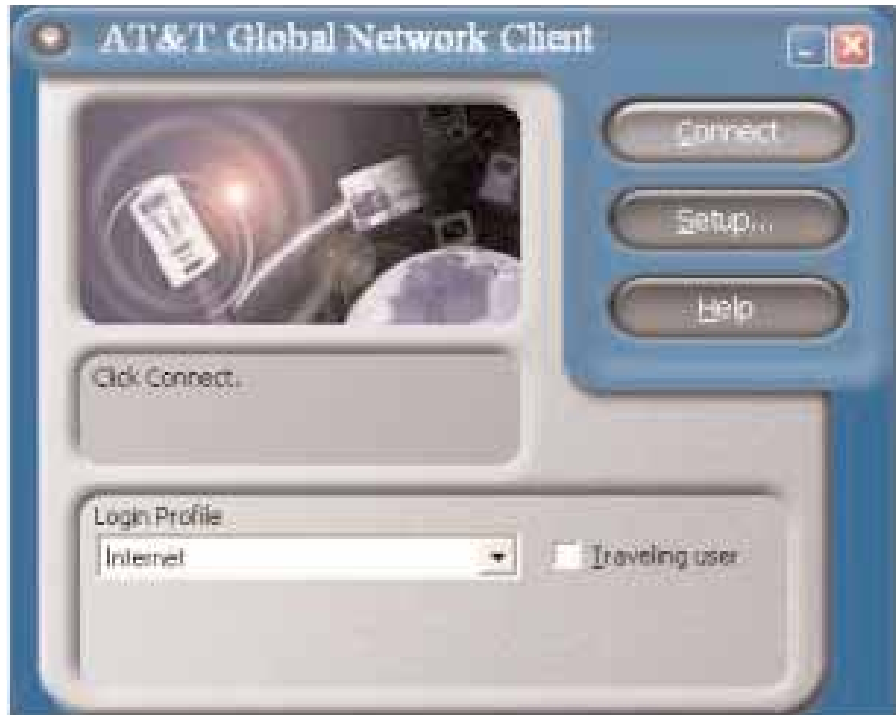 AT&T Global Network Client
Connect
Setup...
Help
Click Connect.
Login Profile
Internet
Traveling user